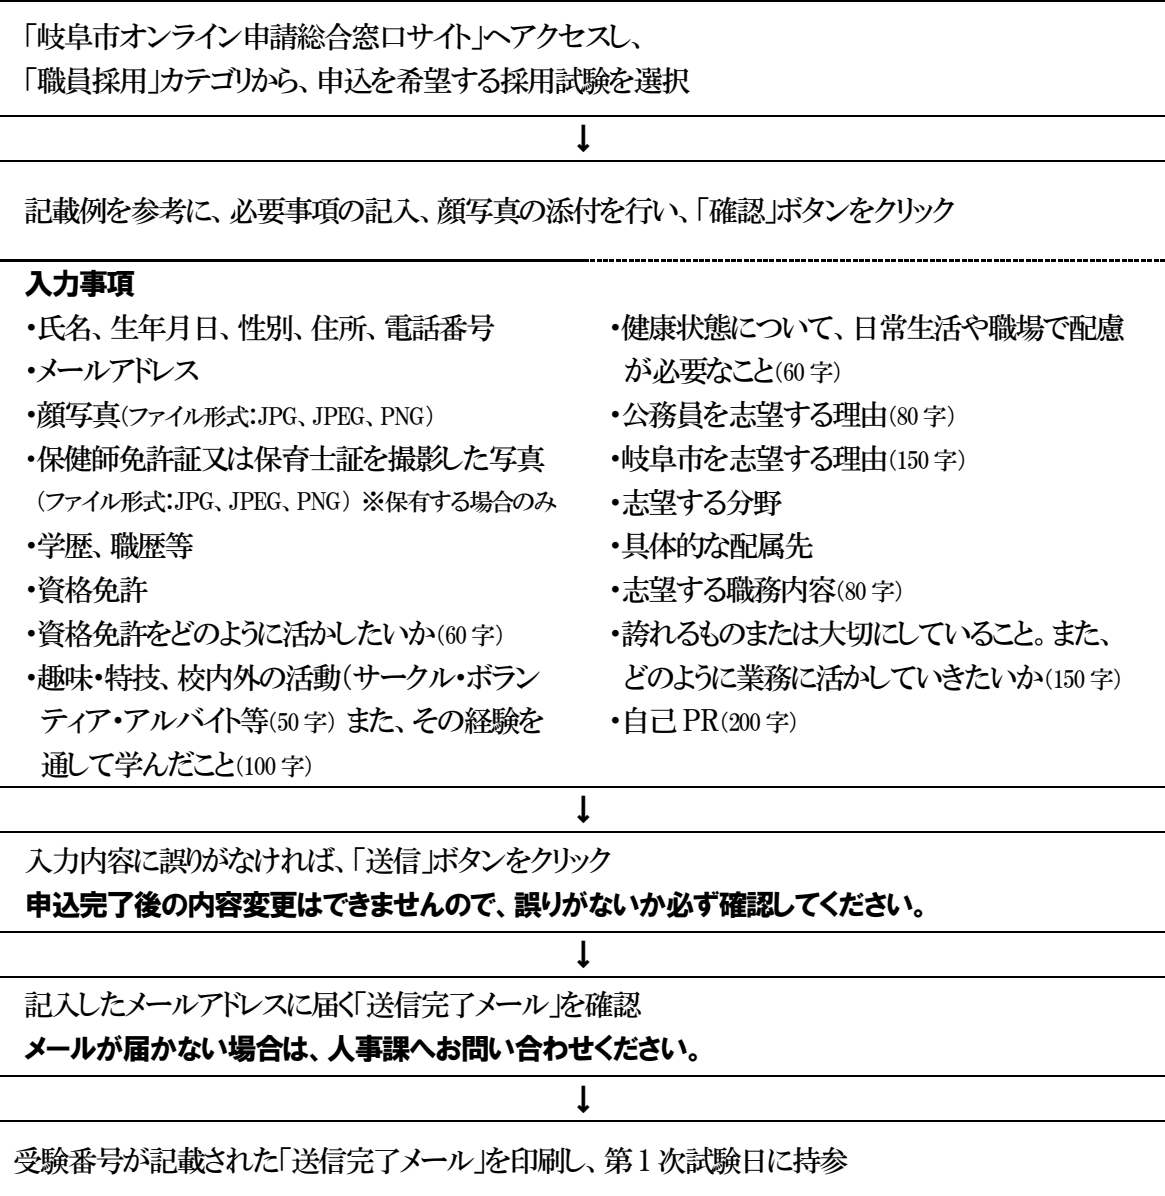 「岐阜市オンライン申請総合窓口サイト」へアクセスし、
「職員採用」カテゴリから、申込を希望する採用試験を選択
↓
記載例を参考に、必要事項の記入、顔写真の添付を行い、「確認」ボタンをクリック
入力事項
・氏名、生年月日、性別、住所、電話番号
・メールアドレス
・顔写真(ファイル形式:JPG、JPEG、PNG)
・保健師免許証又は保育士証を撮影した写真
(ファイル形式:JPG、JPEG、PNG) ※保有する場合のみ
・学歴、職歴等
・資格免許
・資格免許をどのように活かしたいか(60字)
・趣味・特技、校内外の活動(サークル・ボラン
ティア・アルバイト等(50字) また、その経験を
通して学んだこと(100字)
・健康状態について、日常生活や職場で配慮
が必要なこと(60字)
・公務員を志望する理由(80字)
・岐阜市を志望する理由(150字)
・志望する分野
・具体的な配属先
・志望する職務内容(80字)
・誇れるものまたは大切にしていること。また、
どのように業務に活かしていきたいか(150字)
・自己PR(200字)
↓
入力内容に誤りがなければ、「送信」ボタンをクリック
申込完了後の内容変更はできませんので、誤りがないか必ず確認してください。
↓
記入したメールアドレスに届く「送信完了メール」を確認
メールが届かない場合は、人事課へお問い合わせください。
↓
受験番号が記載された「送信完了メール」を印刷し、第1次試験日に持参